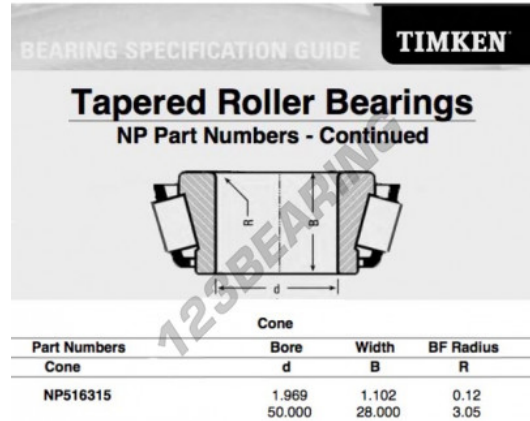 BEARING SPECIFICATION GUIDE
TIMKEN
Tapered Roller Bearings
NP Part Numbers - Continued
R
B
d
123BEARING
Cone
Part Numbers Bore Width BF Radius
Cone d B R
NP516315 1.969 1.102 0.12
50.000 28.000 3.05